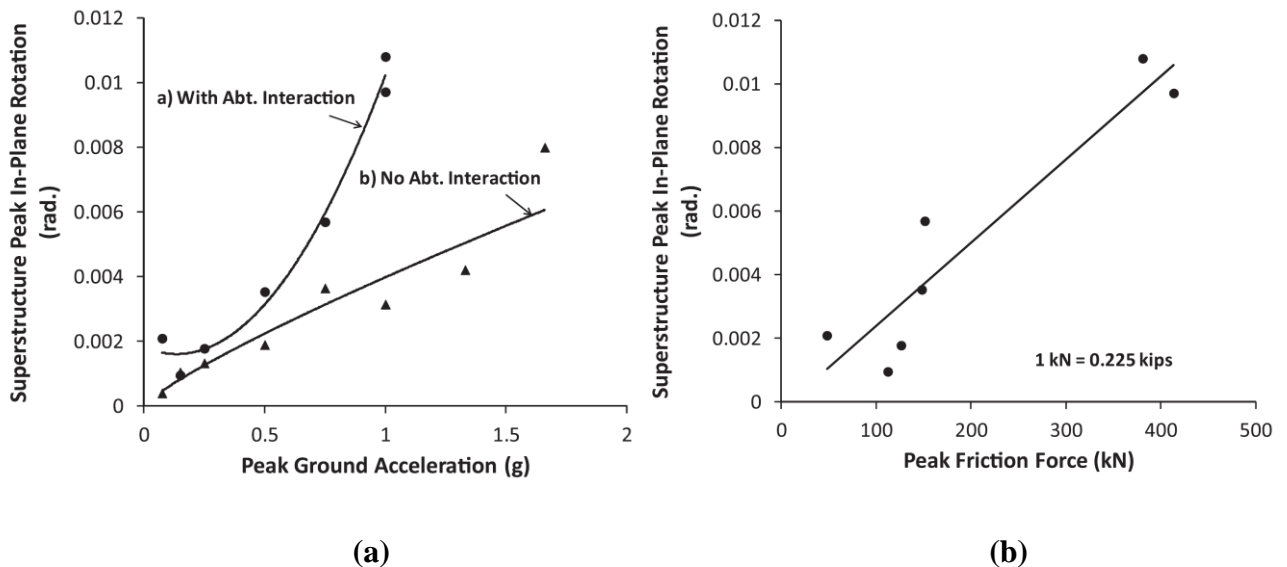 Superstructure Peak In-Plane Rotation
(rad.)
0.012
0.01
0.008
0.006
0.004
0.002
0
a) With Abt. Interaction
b) No Abt. Interaction
0 0.5 1 1.5 2
Peak Ground Acceleration (g)
(a)
Superstructure Peak In-Plane Rotation
(rad.)
0.012
0.01
0.008
0.006
0.004
0.002
0
1 kN = 0.225 kips
0 100 200 300 400 500
Peak Friction Force (kN)
(b)